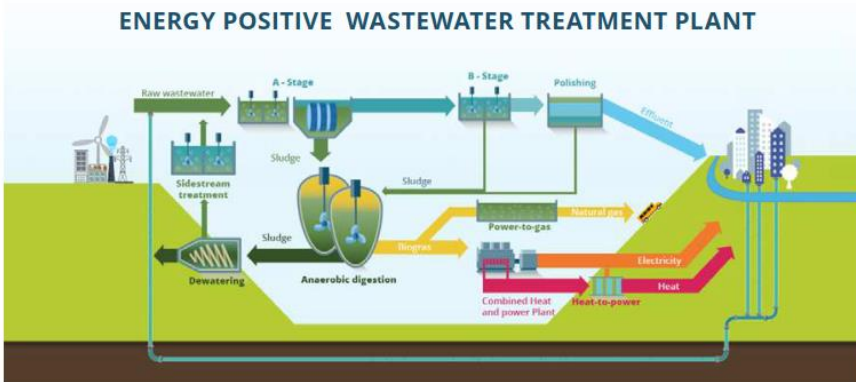 ENERGY POSITIVE WASTEWATER TREATMENT PLANT
A - Stage
B - Stage
Polishing
Raw wastewater
Effluent
Sludge
Sidestream
treatment
Sludge
Sludge
Natural gas
Power-to-gas
Biogas
Dewatering
Anaerobic digestion
Electricity
Combined Heat
and power Plant
Heat-to-power
Heat